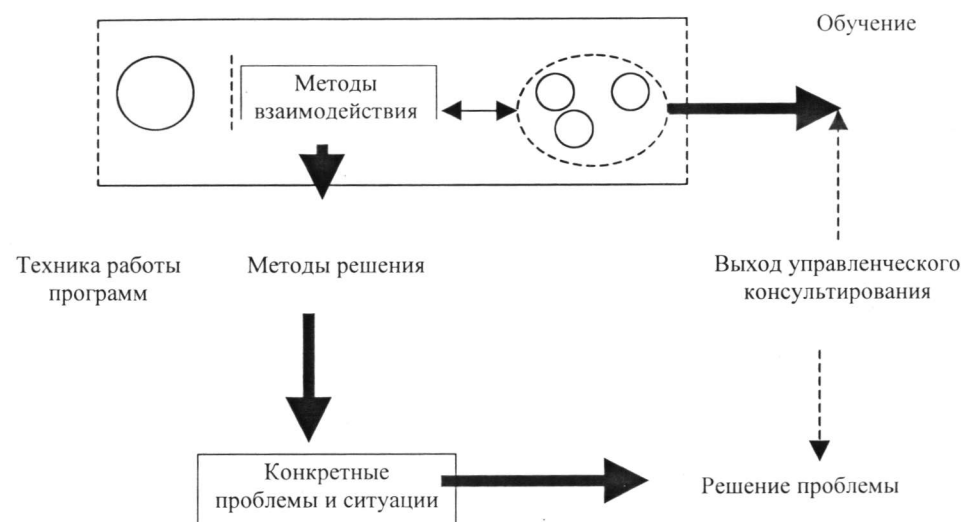 Обучение
Методы
взаимодействия
Техника работы
программ
Методы решения
Выход управленческого
консультирования
Конкретные
проблемы и ситуации
Решение проблемы